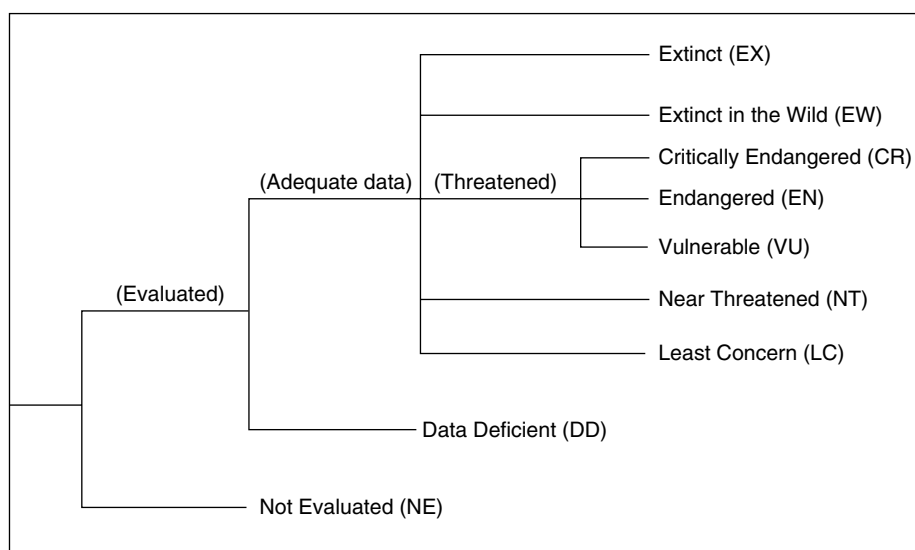 Extinct (EX)
Extinct in the Wild (EW)
Critically Endangered (CR)
(Adequate data)
(Threatened)
Endangered (EN)
Vulnerable (VU)
(Evaluated)
Near Threatened (NT)
Least Concern (LC)
Data Deficient (DD)
Not Evaluated (NE)